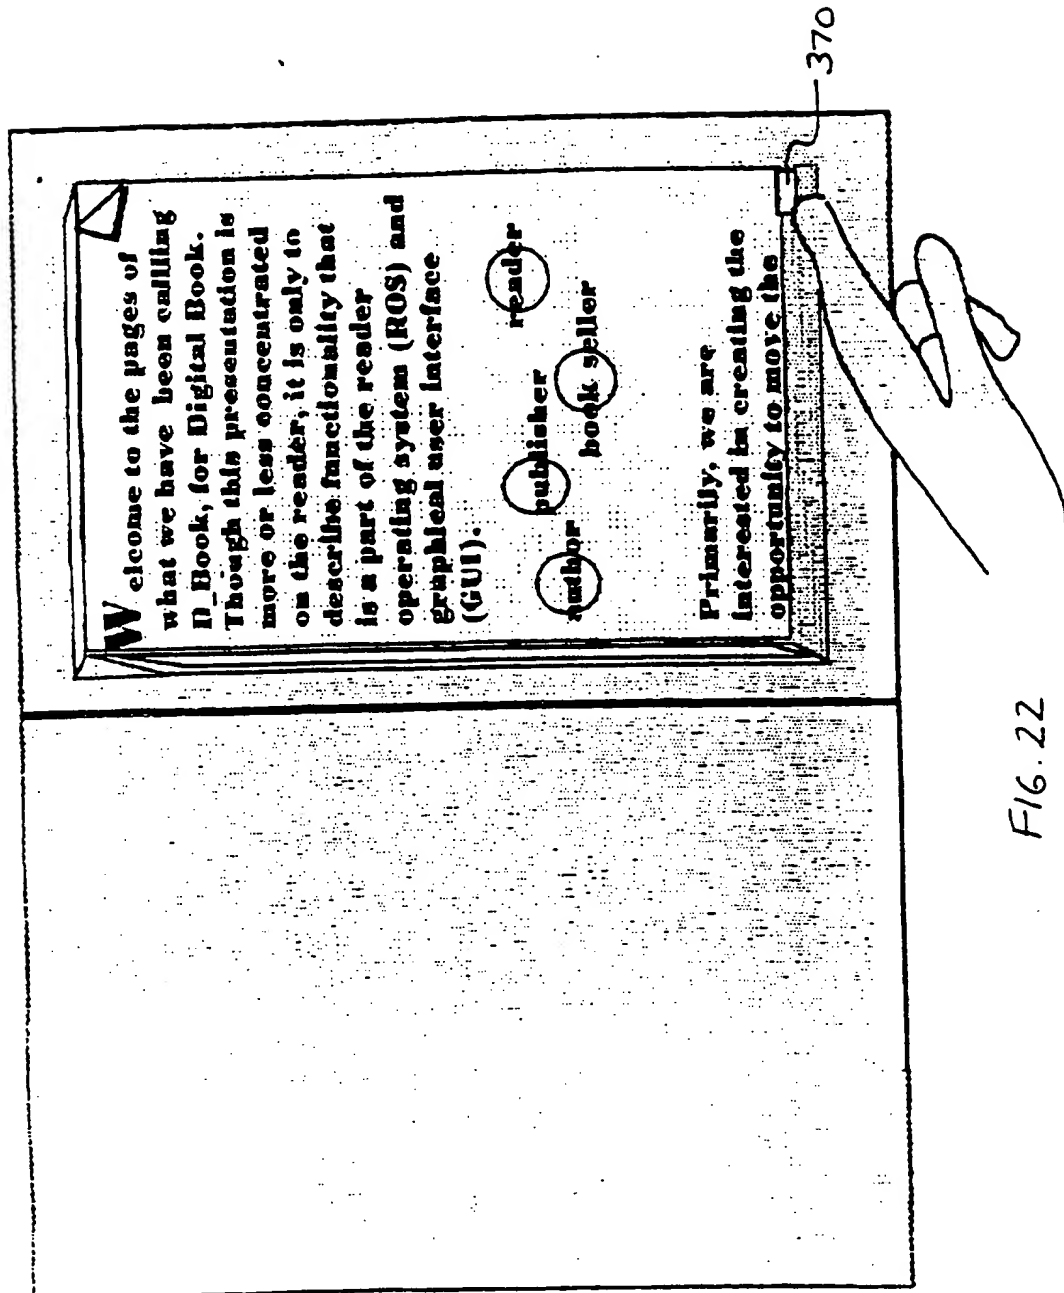 Welcome to the pages of
what we have been callling
D_Book, for Digital Book.
Though this presentation is
more or less concentrated
on the reader, it is only to
describe functionality that
is a part of the reader
operating system (ROS) and
graphical user interface
(GUI).
author
publisher
book seller
reader
Primarily, we are
interested in creating the
opportunity to move the
370
FIG. 22